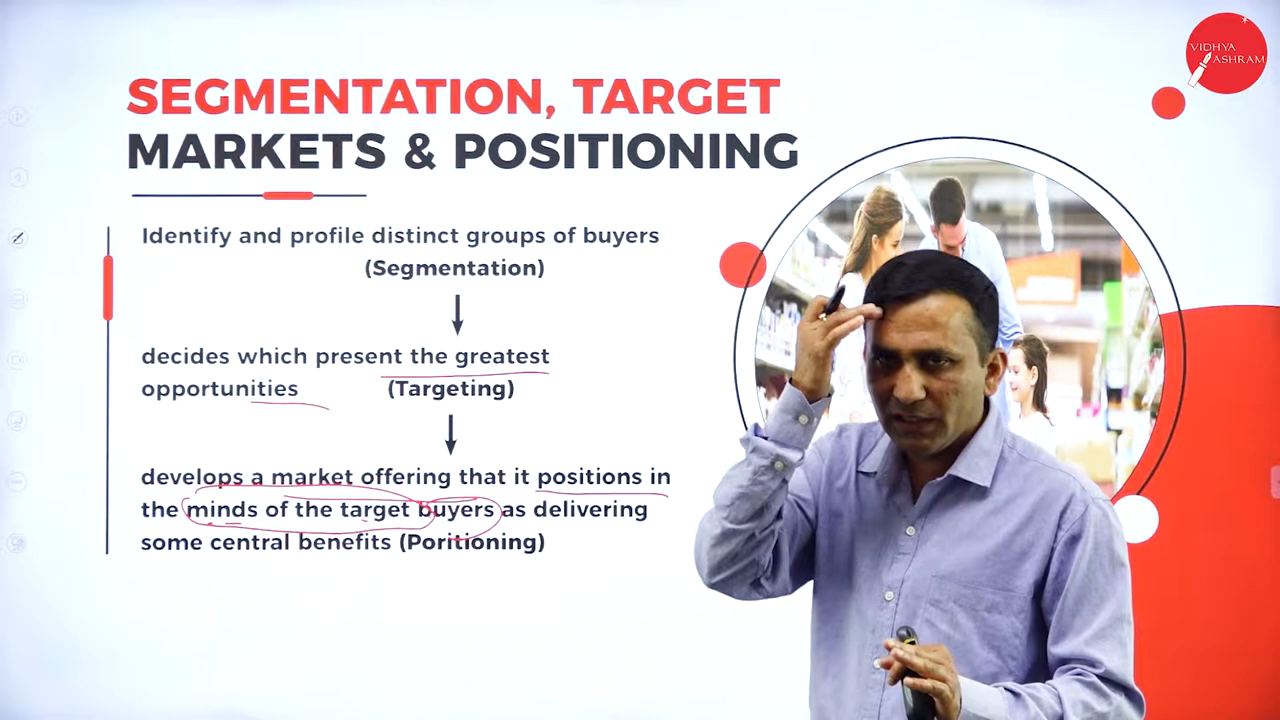 VIDHYA
ASHRAM
SEGMENTATION, TARGET
MARKETS & POSITIONING
Identify and profile distinct groups of buyers
(Segmentation)
decides which present the greatest
opportunities (Targeting)
develops a market offering that it positions in
the minds of the target buyers as delivering
some central benefits (Poritioning)